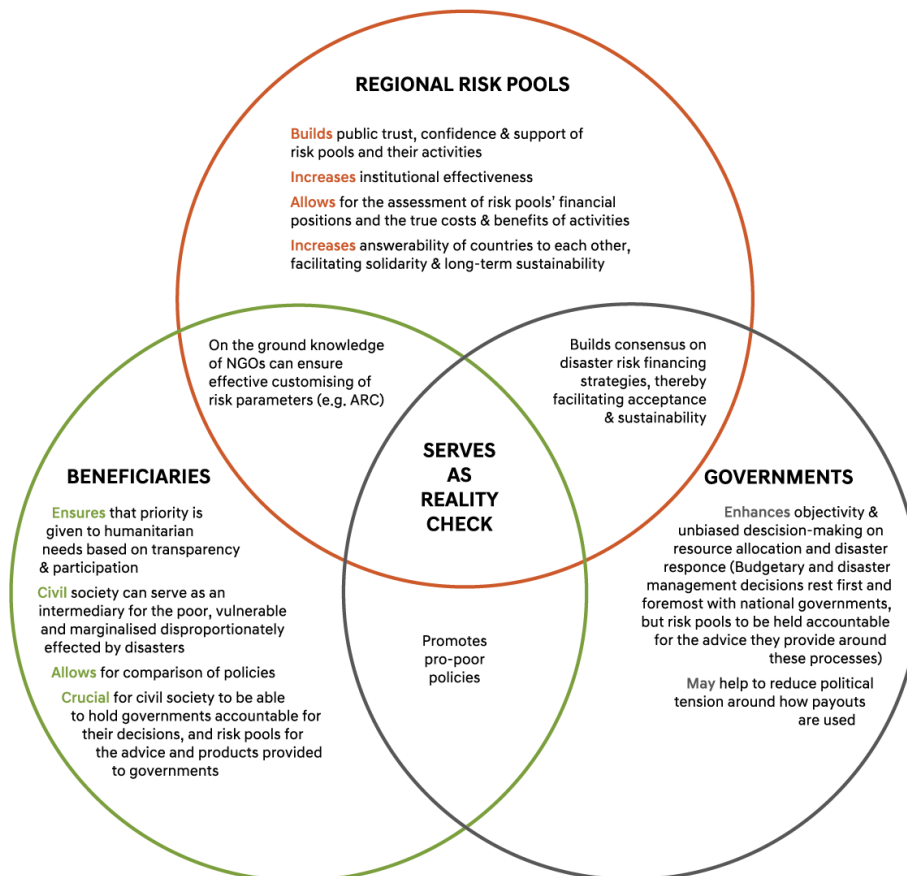 REGIONAL RISK POOLS
Builds public trust, confidence & support of
risk pools and their activities
Increases institutional effectiveness
Allows for the assessment of risk pools’ financial
positions and the true costs & benefits of activities
Increases answerability of countries to each other,
facilitating solidarity & long-term sustainability
On the ground knowledge
of NGOs can ensure
effective customising of
risk parameters (e.g. ARC)
Builds consensus on
disaster risk financing
strategies, thereby
facilitating acceptance
& sustainability
SERVES
AS
REALITY
CHECK
BENEFICIARIES
Ensures that priority is
given to humanitarian
needs based on transparency
& participation
Civil society can serve as an
intermediary for the poor, vulnerable
and marginalised disproportionately
effected by disasters
Allows for comparison of policies
Crucial for civil society to be able
to hold governments accountable for
their decisions, and risk pools for
the advice and products provided
to governments
Promotes
pro-poor
policies
GOVERNMENTS
Enhances objectivity &
unbiased descision-making on
resource allocation and disaster
responce (Budgetary and disaster
management decisions rest first and
foremost with national governments,
but risk pools to be held accountable
for the advice they provide around
these processes)
May help to reduce political
tension around how payouts
are used